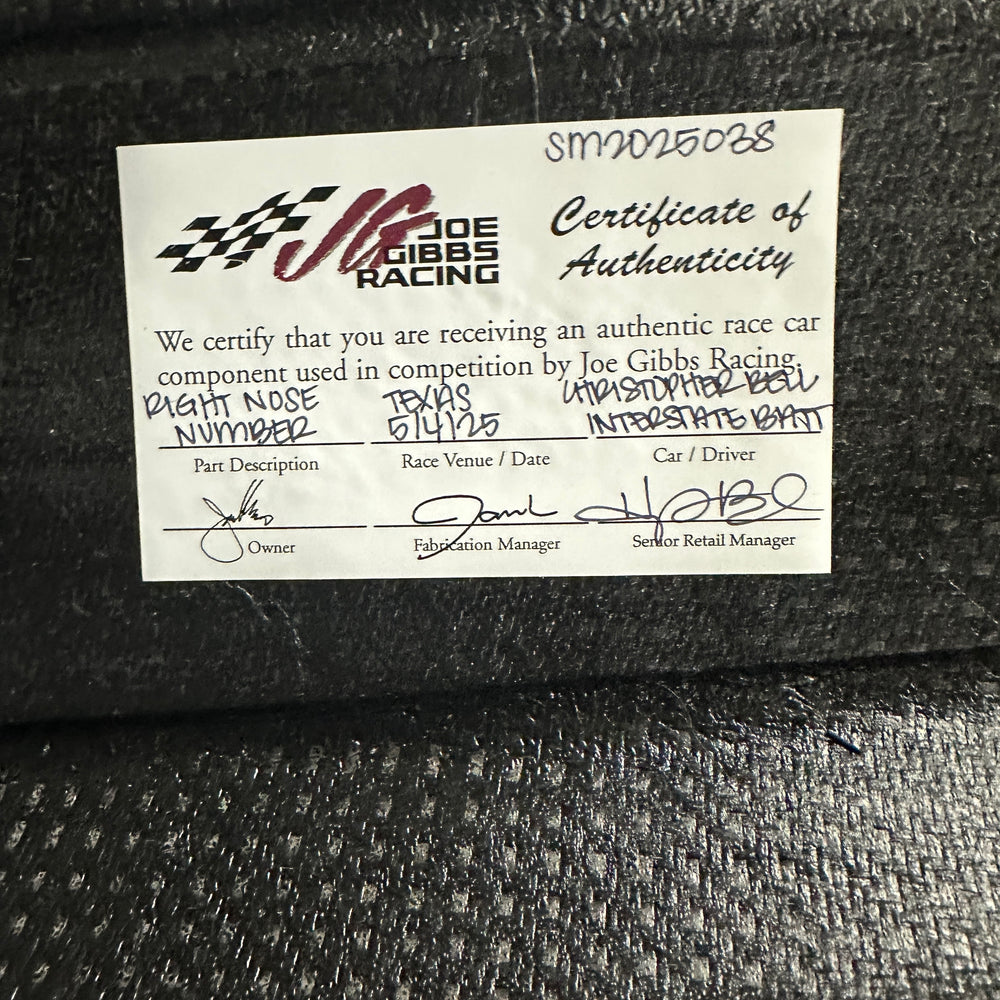 SM2025038
JG JOE
GIBBS
RACING
Certificate of
Authenticity
We certify that you are receiving an authentic race car
component used in competition by Joe Gibbs Racing.
RIGHT NOSE
NUMBER
TEXAS
5/4/25
CHRISTOPHER BELL
INTERSTATE BATT
Part Description
Race Venue / Date
Car / Driver
Owner
Fabrication Manager
Senior Retail Manager